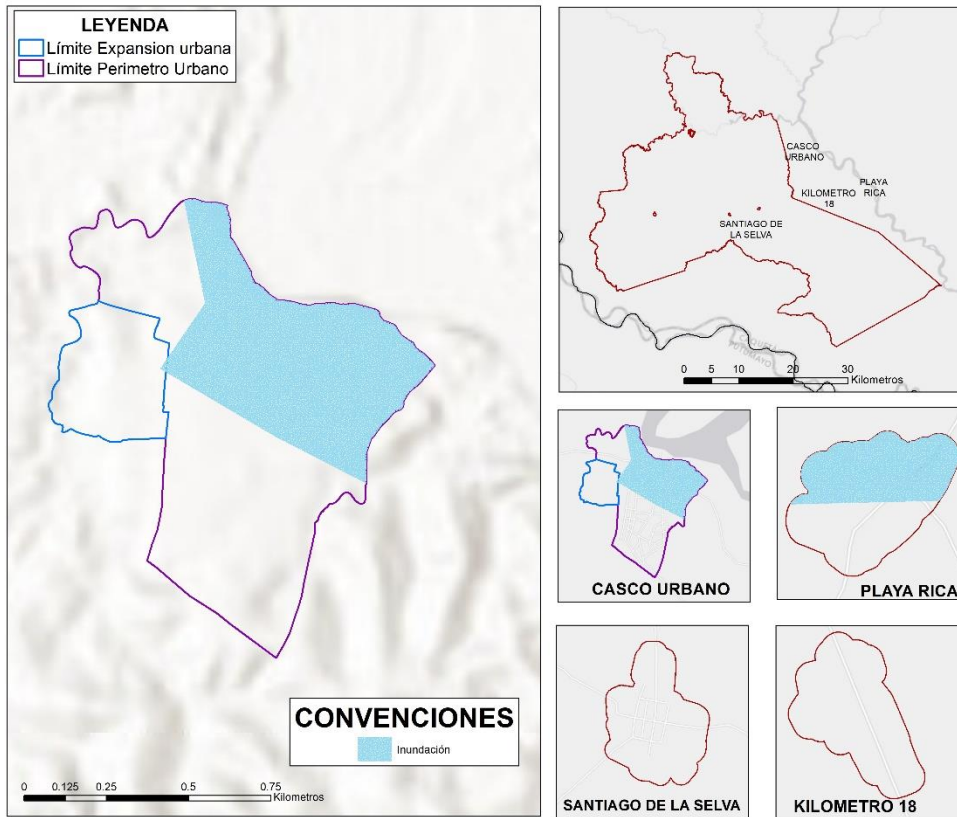 LEYENDA
Límite Expansion urbana
Límite Perimetro Urbano
CONVENCIONES
Inundación
0 0.125 0.25 0.5 0.75
Kilometros
CASCO
URBANO
PLAYA
RICA
KILOMETRO
18
SANTIAGO DE
LA SELVA
CAQUETA
PUTUMAYO
0 5 10 20 30
Kilometros
CASCO URBANO
PLAYA RICA
SANTIAGO DE LA SELVA
KILOMETRO 18